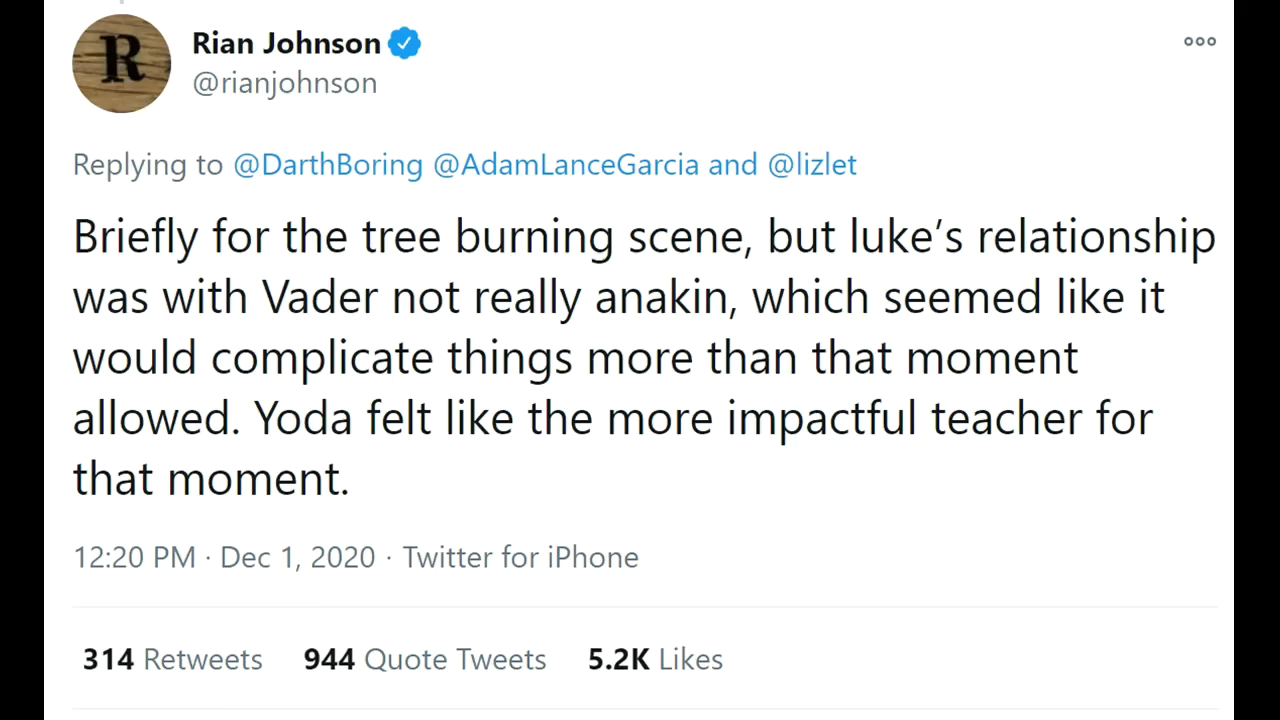 R
Rian Johnson
@rianjohnson
Replying to @DarthBoring @AdamLanceGarcia and @lizlet
Briefly for the tree burning scene, but luke’s relationship
was with Vader not really anakin, which seemed like it
would complicate things more than that moment
allowed. Yoda felt like the more impactful teacher for
that moment.
12:20 PM · Dec 1, 2020 · Twitter for iPhone
314 Retweets 944 Quote Tweets 5.2K Likes